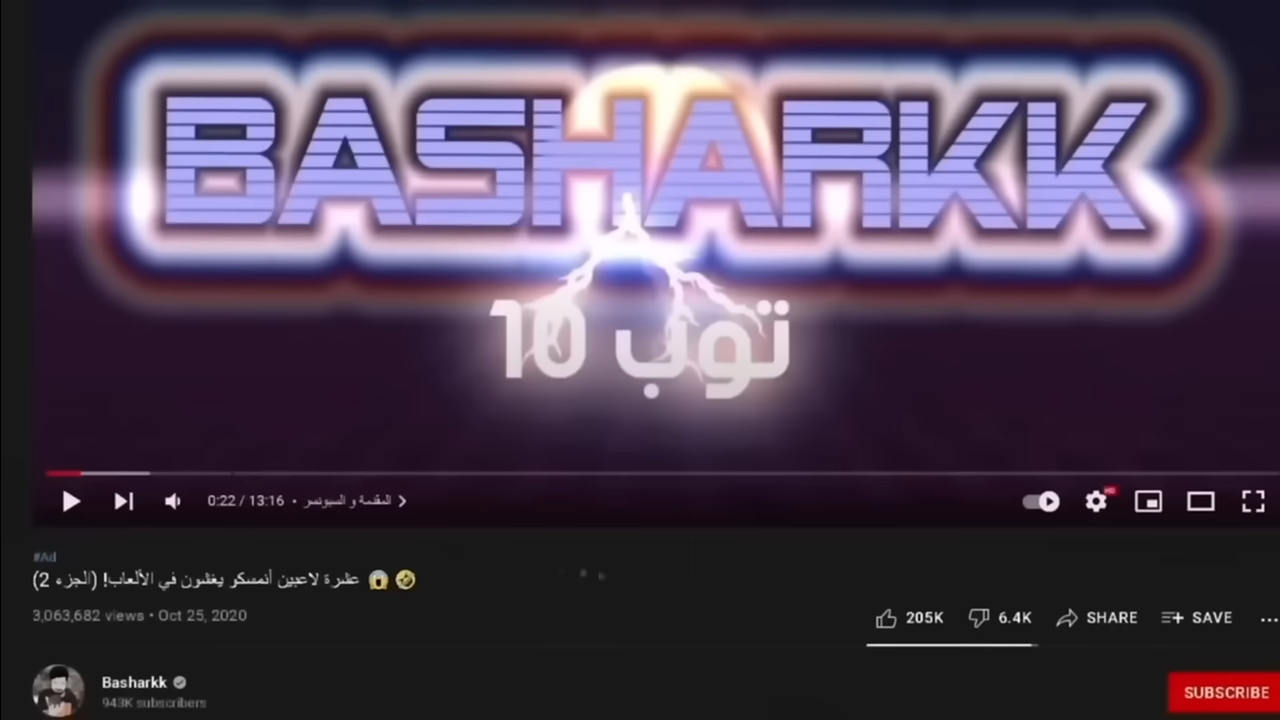 BASHARKK
توب 10
0:22 / 13:16 • المقدمة و السبونسر
HD
#Ad
عشرة لاعبين أنمسكو يغشون في الألعاب! (الجزء 2)
3,063,682 views • Oct 25, 2020
205K 6.4K SHARE SAVE
Basharkk
943K subscribers
SUBSCRIBE